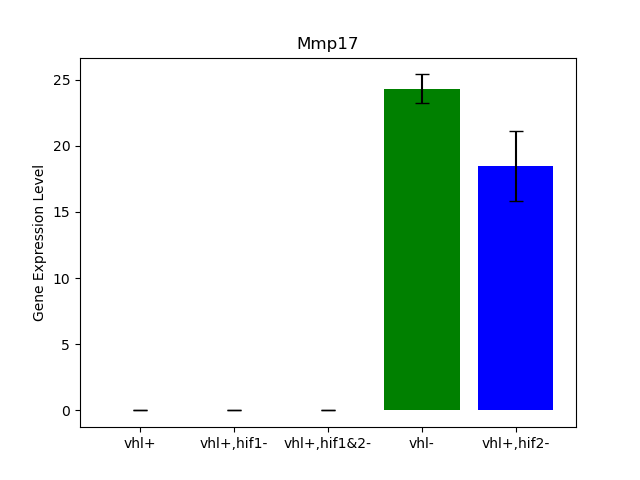 Mmp17
Gene Expression Level
25
20
15
10
5
0
vhl+ vhl+,hif1- vhl+,hif1&2- vhl- vhl+,hif2-